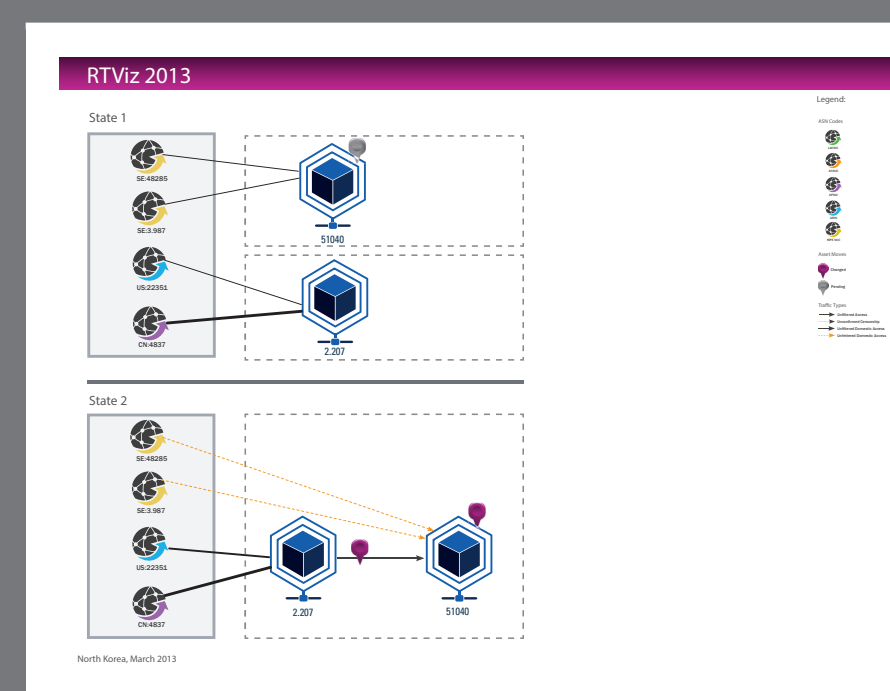 RTViz 2013
State 1
SE:48285
SE:3.987
US:22351
CN:4837
51040
2.207
State 2
SE:48285
SE:3.987
US:22351
CN:4837
2.207
51040
North Korea, March 2013
Legend:
ASN Codes
Asset Moves
Changed
Pending
Traffic Types
Unfiltered Access
Unconfirmed Censorship
Unfiltered Domestic Access